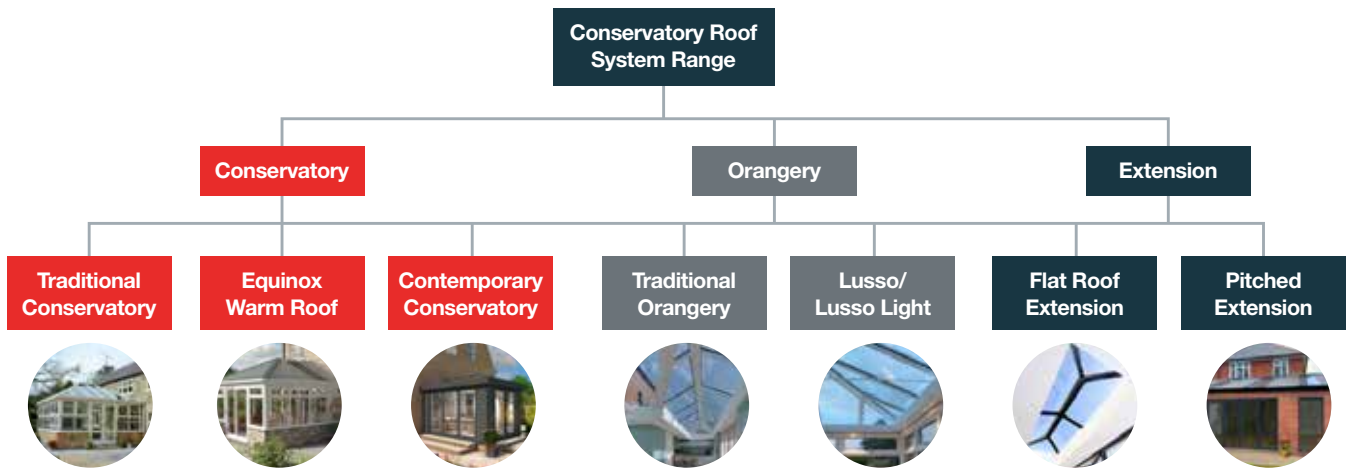 Conservatory Roof
System Range
Conservatory
Orangery
Extension
Traditional
Conservatory
Equinox
Warm Roof
Contemporary
Conservatory
Traditional
Orangery
Lusso/
Lusso Light
Flat Roof
Extension
Pitched
Extension